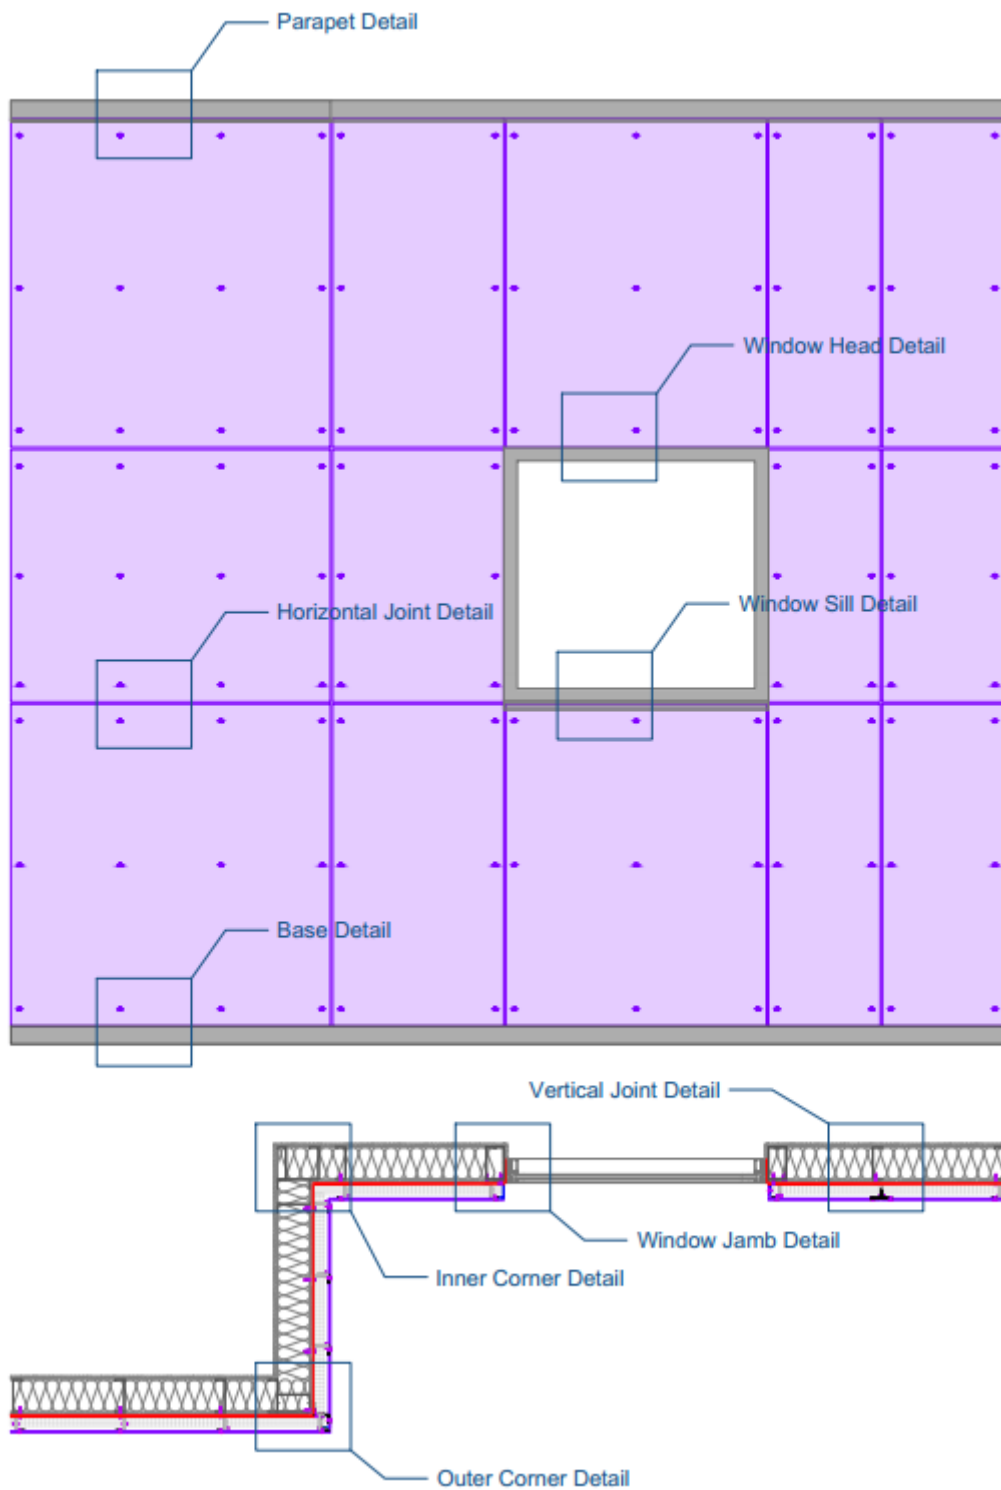 Parapet Detail
Window Head Detail
Horizontal Joint Detail
Window Sill Detail
Base Detail
Vertical Joint Detail
Window Jamb Detail
Inner Corner Detail
Outer Corner Detail